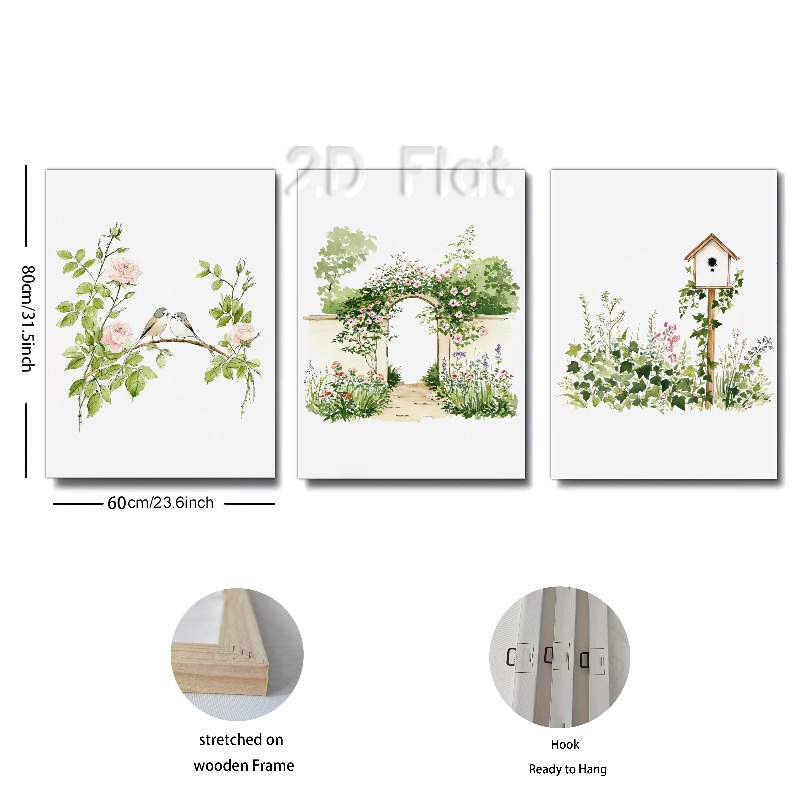 2D Flat
80cm/31.5inch
60cm/23.6inch
stretched on
wooden Frame
Hook
Ready to Hang